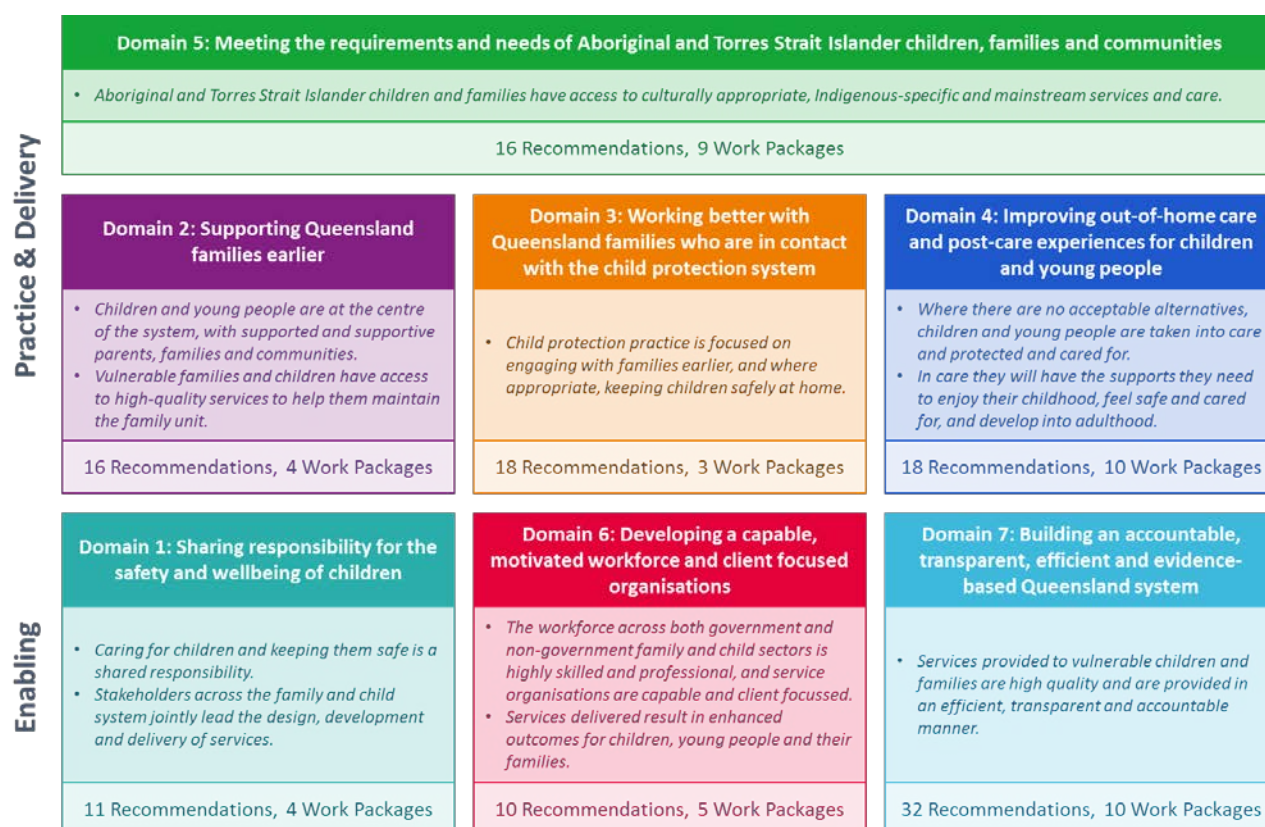 Practice & Delivery
Domain 5: Meeting the requirements and needs of Aboriginal and Torres Strait Islander children, families and communities
• Aboriginal and Torres Strait Islander children and families have access to culturally appropriate, Indigenous-specific and mainstream services and care.
16 Recommendations, 9 Work Packages
Domain 2: Supporting Queensland
families earlier
• Children and young people are at the centre
of the system, with supported and supportive
parents, families and communities.
• Vulnerable families and children have access
to high-quality services to help them maintain
the family unit.
16 Recommendations, 4 Work Packages
Domain 3: Working better with
Queensland families who are in contact
with the child protection system
• Child protection practice is focused on
engaging with families earlier, and where
appropriate, keeping children safely at home.
18 Recommendations, 3 Work Packages
Domain 4: Improving out-of-home care
and post-care experiences for children
and young people
• Where there are no acceptable alternatives,
children and young people are taken into care
and protected and cared for.
• In care they will have the supports they need
to enjoy their childhood, feel safe and cared
for, and develop into adulthood.
18 Recommendations, 10 Work Packages
Enabling
Domain 1: Sharing responsibility for the
safety and wellbeing of children
• Caring for children and keeping them safe is a
shared responsibility.
• Stakeholders across the family and child
system jointly lead the design, development
and delivery of services.
11 Recommendations, 4 Work Packages
Domain 6: Developing a capable,
motivated workforce and client focused
organisations
• The workforce across both government and
non-government family and child sectors is
highly skilled and professional, and service
organisations are capable and client focussed.
• Services delivered result in enhanced
outcomes for children, young people and their
families.
10 Recommendations, 5 Work Packages
Domain 7: Building an accountable,
transparent, efficient and evidence-
based Queensland system
• Services provided to vulnerable children and
families are high quality and are provided in
an efficient, transparent and accountable
manner.
32 Recommendations, 10 Work Packages